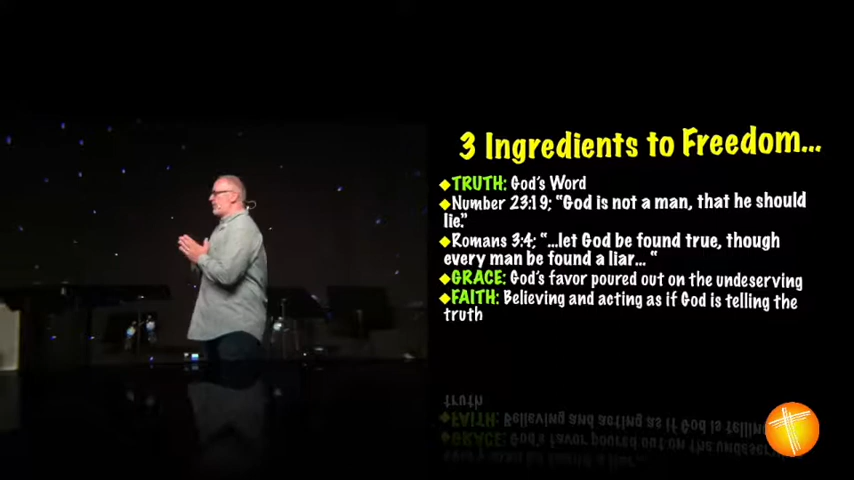 3 Ingredients to Freedom...
◆TRUTH: God's Word
◆Number 23:19; "God is not a man, that he should
lie."
◆Romans 3:4; "...let God be found true, though
every man be found a liar... "
◆GRACE: God's favor poured out on the undeserving
◆FAITH: Believing and acting as if God is telling the
truth